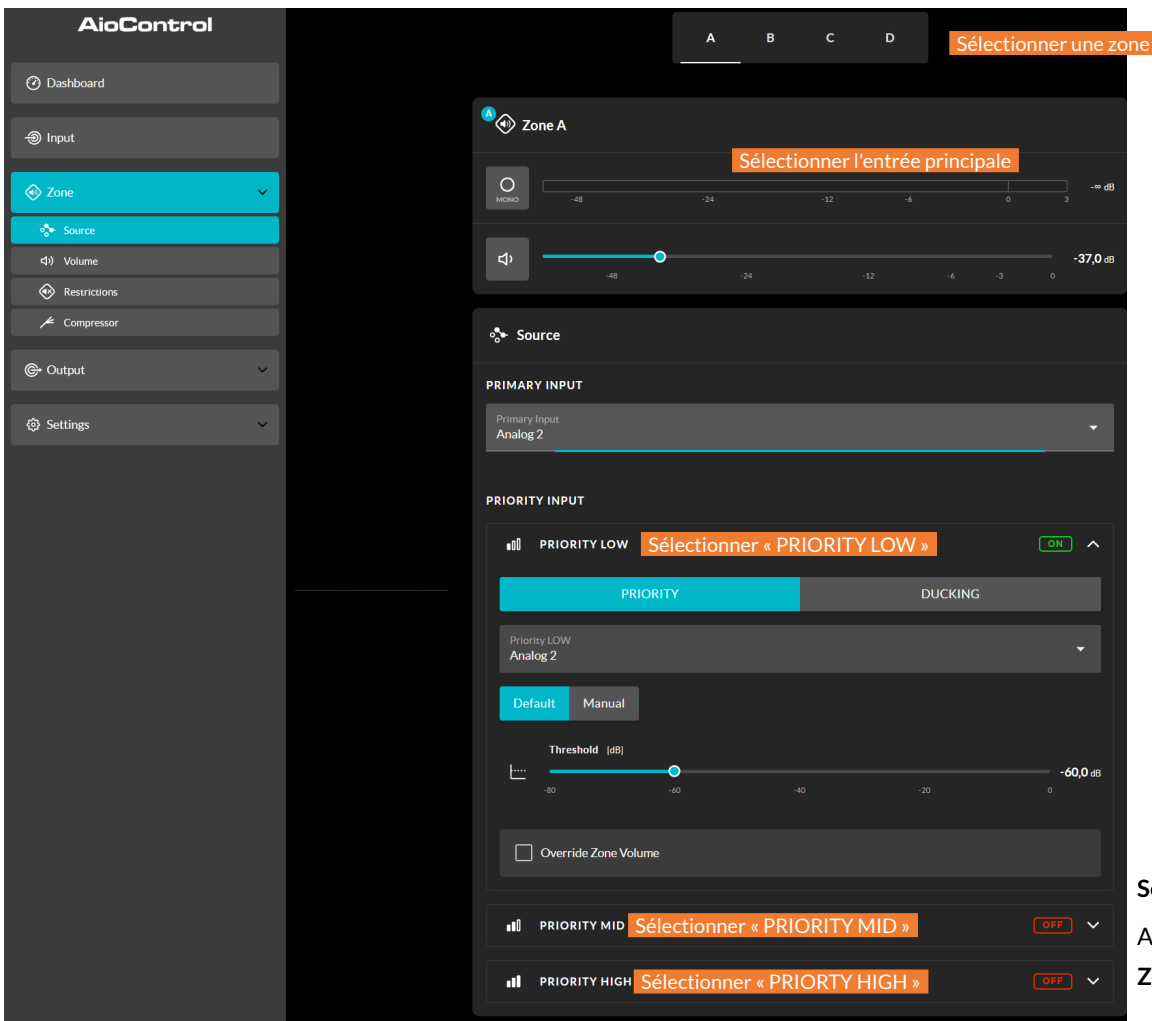 AioControl
A B C D
Sélectionner une zone
Dashboard
Input
Zone
Source
Volume
Restrictions
Compressor
Output
Settings
A
Zone A
Sélectionner l'entrée principale
MONO
-48 -24 -12 -6 0 3
-∞ dB
-37,0 dB
-48 -24 -12 -6 -3 0
Source
PRIMARY INPUT
Primary Input
Analog 2
PRIORITY INPUT
PRIORITY LOW Sélectionner « PRIORITY LOW » ON
PRIORITY DUCKING
Priority LOW
Analog 2
Default Manual
Threshold [dB]
-60,0 dB
-80 -60 -40 -20 0
Override Zone Volume
PRIORITY MID Sélectionner « PRIORITY MID » OFF
PRIORITY HIGH Sélectionner « PRIORTY HIGH » OFF